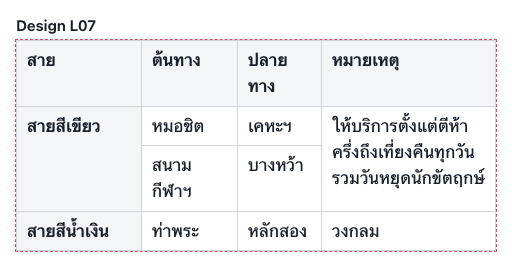 Design L07
สาย ต้นทาง ปลาย
ทาง หมายเหตุ
สายสีเขียว หมอชิต เคหะฯ ให้บริการตั้งแต่ตีห้า
ครึ่งถึงเที่ยงคืนทุกวัน
รวมวันหยุดนักขัตฤกษ์
สนาม
กีฬาฯ บางหว้า
สายสีน้ำเงิน ท่าพระ หลักสอง วงกลม